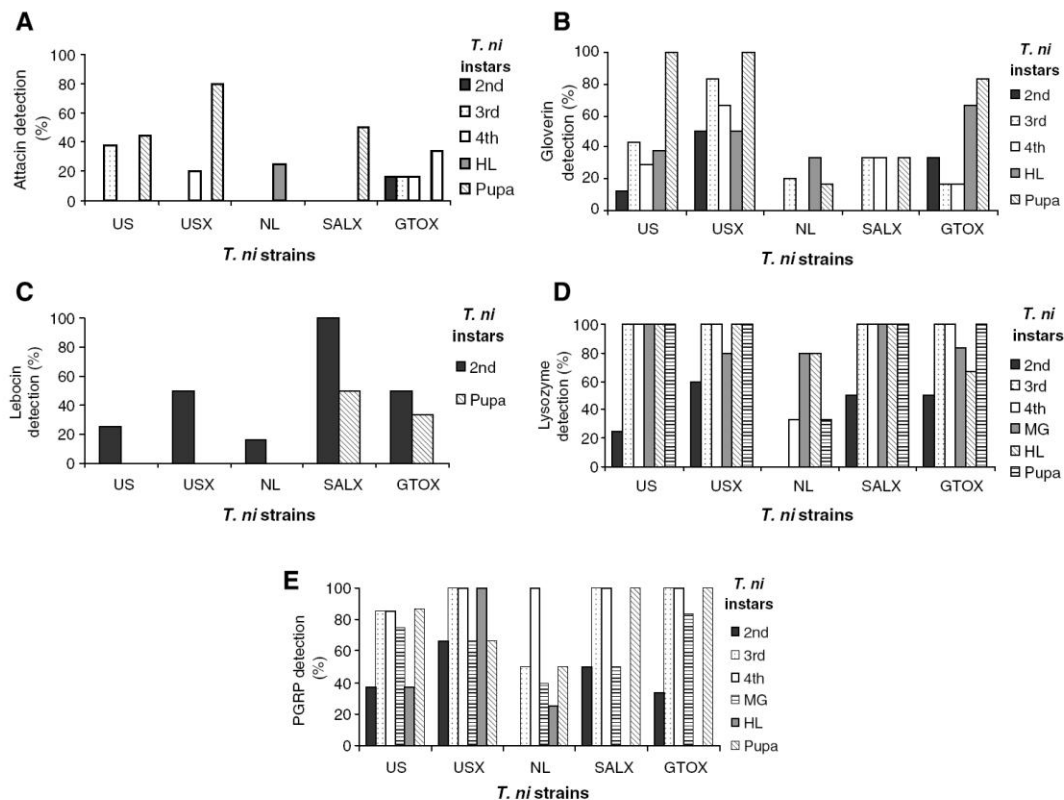 A
Attacin detection
(%)
100
80
60
40
20
0
US
USX
NL
SALX
GTOX
T. ni strains
T. ni
instars
2nd
3rd
4th
HL
Pupa
B
Gloverin
detection (%)
100
80
60
40
20
0
US
USX
NL
SALX
GTOX
T. ni strains
T. ni
instars
2nd
3rd
4th
HL
Pupa
C
Lebocin
detection (%)
100
80
60
40
20
0
US
USX
NL
SALX
GTOX
T. ni strains
T. ni
instars
2nd
Pupa
D
Lysozyme
detection (%)
100
80
60
40
20
0
US
USX
NL
SALX
GTOX
T. ni strains
T. ni
instars
2nd
3rd
4th
MG
HL
Pupa
E
PGRP detection
(%)
100
80
60
40
20
0
US
USX
NL
SALX
GTOX
T. ni strains
T. ni
instars
2nd
3rd
4th
MG
HL
Pupa